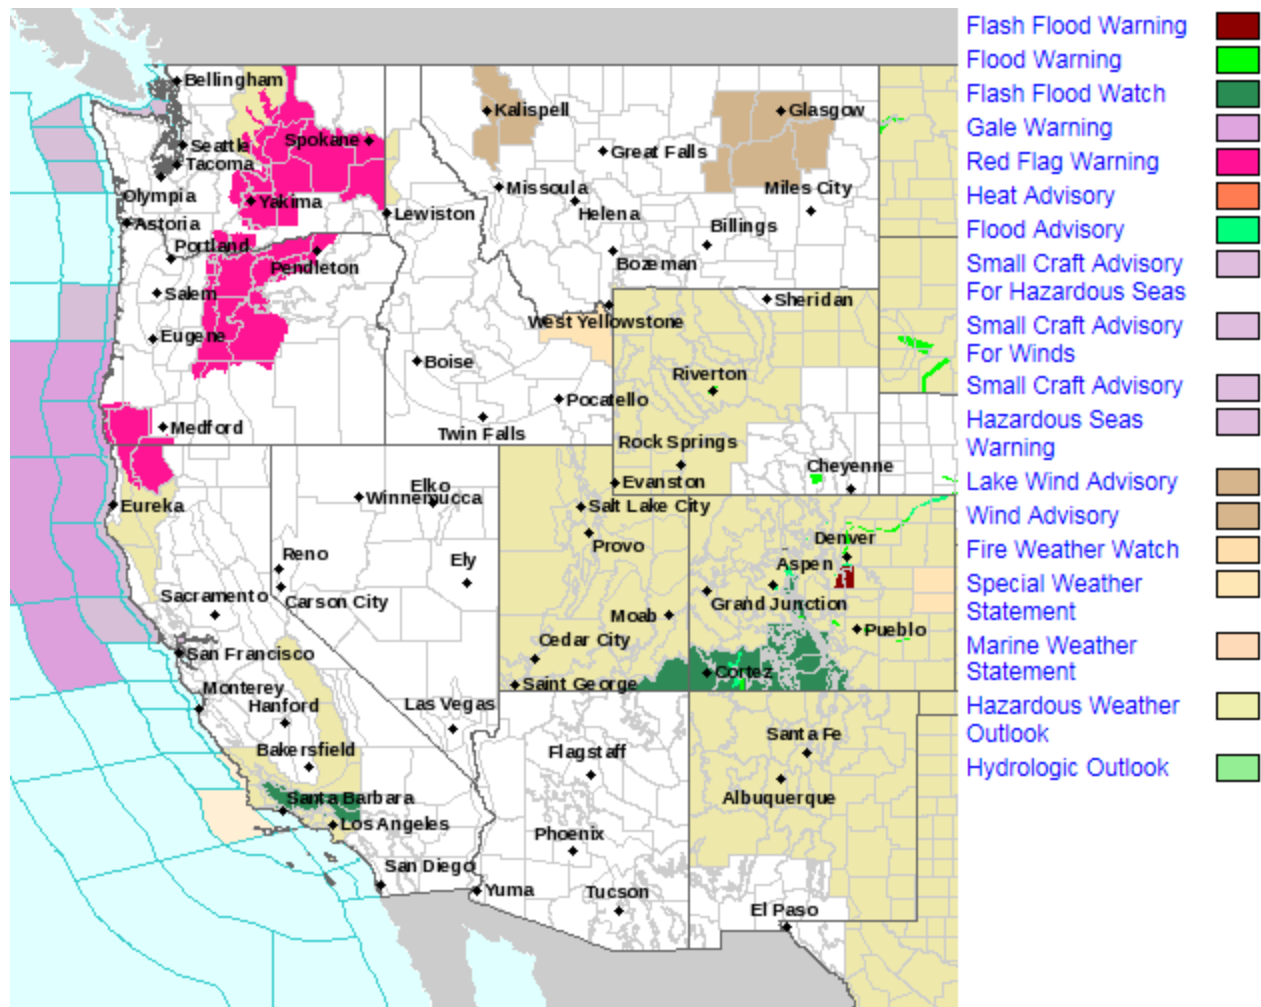 Bellingham
Seattle
Tacoma
Olympia
Spokane
Yakima
Astoria
Portland
Pendleton
Salem
Eugene
Medford
Lewiston
Kalispell
Glasgow
Great Falls
Missoula
Miles City
Helena
Billings
Bozeman
West Yellowstone
Sheridan
Boise
Riverton
Pocatello
Twin Falls
Rock Springs
Evanston
Cheyenne
Eureka
Elko
Winnemucca
Salt Lake City
Provo
Denver
Reno
Ely
Aspen
Sacramento
Carson City
Grand Junction
Moab
Pueblo
San Francisco
Cedar City
Cortez
Saint George
Monterey
Hanford
Las Vegas
Bakersfield
Flagstaff
Santa Fe
Santa Barbara
Albuquerque
Los Angeles
Phoenix
San Diego
Yuma
Tucson
El Paso
Flash Flood Warning
Flood Warning
Flash Flood Watch
Gale Warning
Red Flag Warning
Heat Advisory
Flood Advisory
Small Craft Advisory
For Hazardous Seas
Small Craft Advisory
For Winds
Small Craft Advisory
Hazardous Seas
Warning
Lake Wind Advisory
Wind Advisory
Fire Weather Watch
Special Weather
Statement
Marine Weather
Statement
Hazardous Weather
Outlook
Hydrologic Outlook